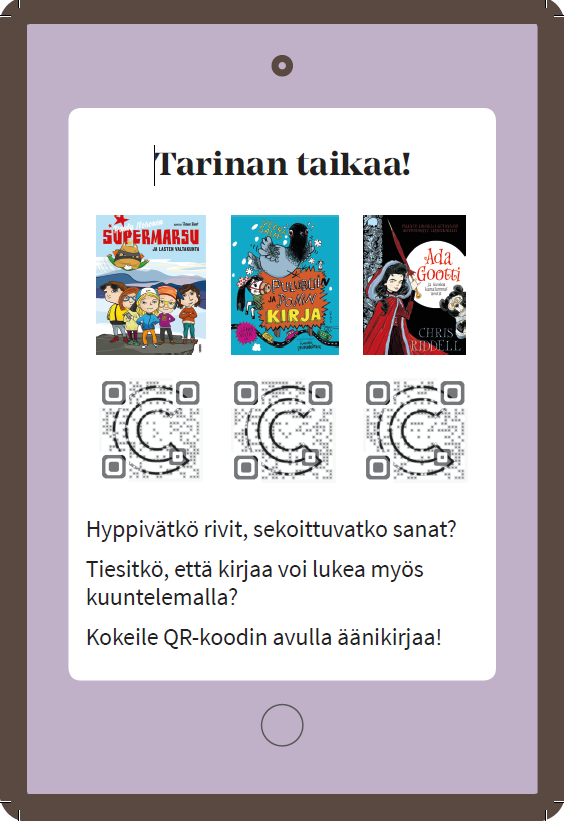 Tarinan taikaa!
SUPERMARSU
JA LASTEN VALTAKUNTA
PULUBOIN
JA PONIN
KIRJA
Ada
Gootti
CHRIS
RIDDELL
Hyppivätkö rivit, sekoittuvatko sanat?
Tiesitkö, että kirjaa voi lukea myös
kuuntelemalla?
Kokeile QR-koodin avulla äänikirjaa!